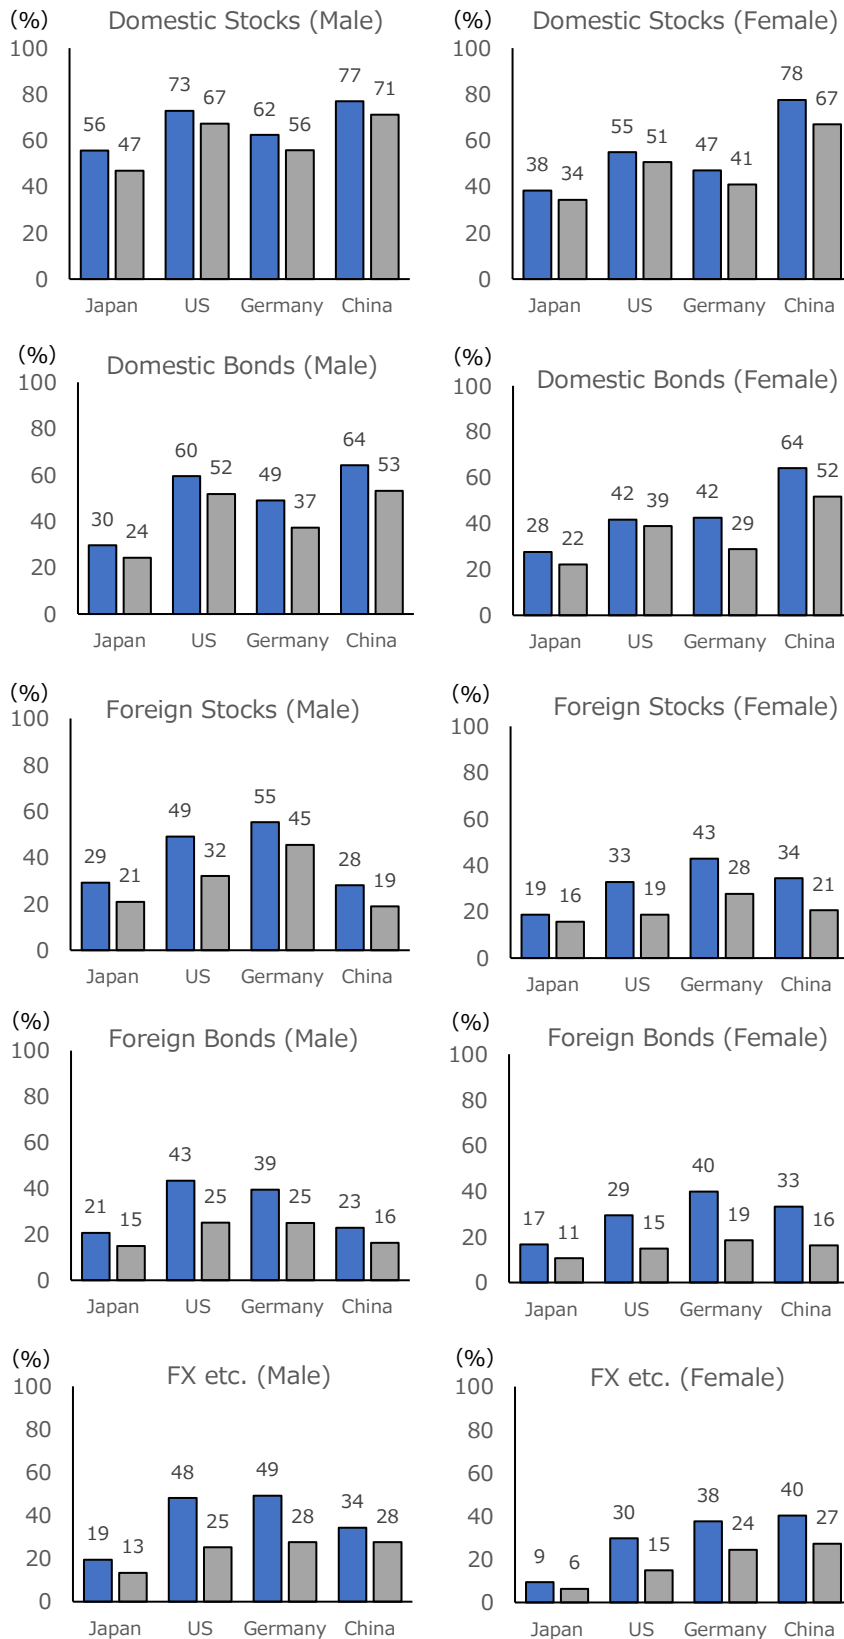 (%) Domestic Stocks (Male)
100
80
60
40
20
0
56 47 73 67 62 56 77 71
Japan US Germany China
(%) Domestic Stocks (Female)
100
80
60
40
20
0
38 34 55 51 47 41 78 67
Japan US Germany China
(%) Domestic Bonds (Male)
100
80
60
40
20
0
30 24 60 52 49 37 64 53
Japan US Germany China
(%) Domestic Bonds (Female)
100
80
60
40
20
0
28 22 42 39 42 29 64 52
Japan US Germany China
(%) Foreign Stocks (Male)
100
80
60
40
20
0
29 21 49 32 55 45 28 19
Japan US Germany China
(%) Foreign Stocks (Female)
100
80
60
40
20
0
19 16 33 19 43 28 34 21
Japan US Germany China
(%) Foreign Bonds (Male)
100
80
60
40
20
0
21 15 43 25 39 25 23 16
Japan US Germany China
(%) Foreign Bonds (Female)
100
80
60
40
20
0
17 11 29 15 40 19 33 16
Japan US Germany China
(%) FX etc. (Male)
100
80
60
40
20
0
19 13 48 25 49 28 34 28
Japan US Germany China
(%) FX etc. (Female)
100
80
60
40
20
0
9 6 30 15 38 24 40 27
Japan US Germany China